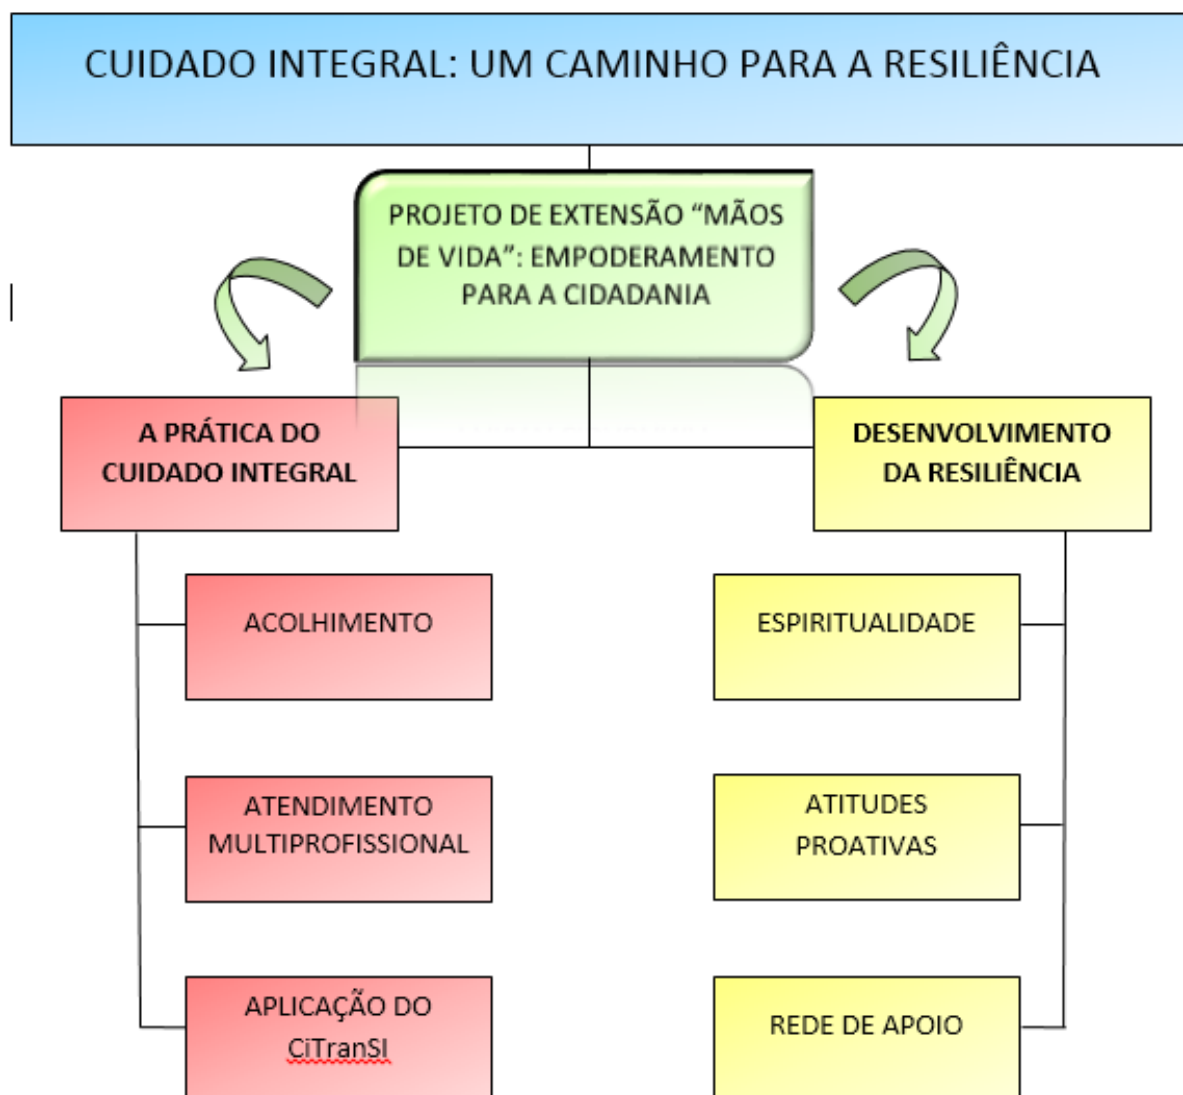 CUIDADO INTEGRAL: UM CAMINHO PARA A RESILIÊNCIA
PROJETO DE EXTENSÃO “MÃOS
DE VIDA”: EMPODERAMENTO
PARA A CIDADANIA
A PRÁTICA DO
CUIDADO INTEGRAL
DESENVOLVIMENTO
DA RESILIÊNCIA
ACOLHIMENTO
ESPIRITUALIDADE
ATENDIMENTO
MULTIPROFISSIONAL
ATITUDES
PROATIVAS
APLICAÇÃO DO
CiTranSI
REDE DE APOIO